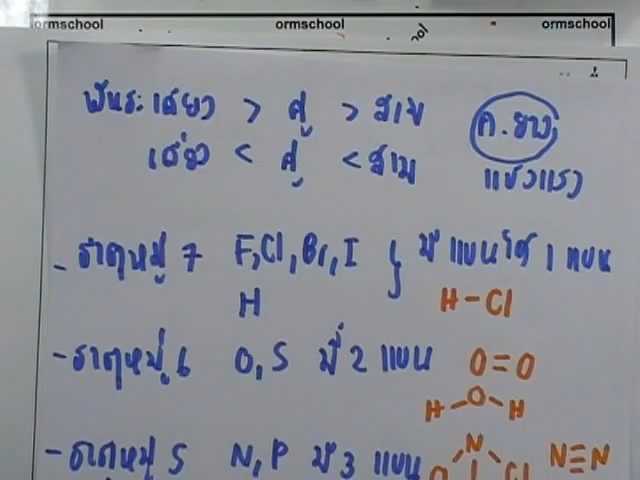 ormschool ormschool ormschool
พันธะเดี่ยว > คู่ > สาม ค.ยาว
เดี่ยว < คู่ < สาม แข็งแรง
- ธาตุหมู่ 7 F, Cl, Br, I } มีแขนได้ 1 แขน
H H-Cl
- ธาตุหมู่ 6 O, S มี 2 แขน O=O
H-O-H
- ธาตุหมู่ 5 N, P มี 3 แขน N N≡N
Cl